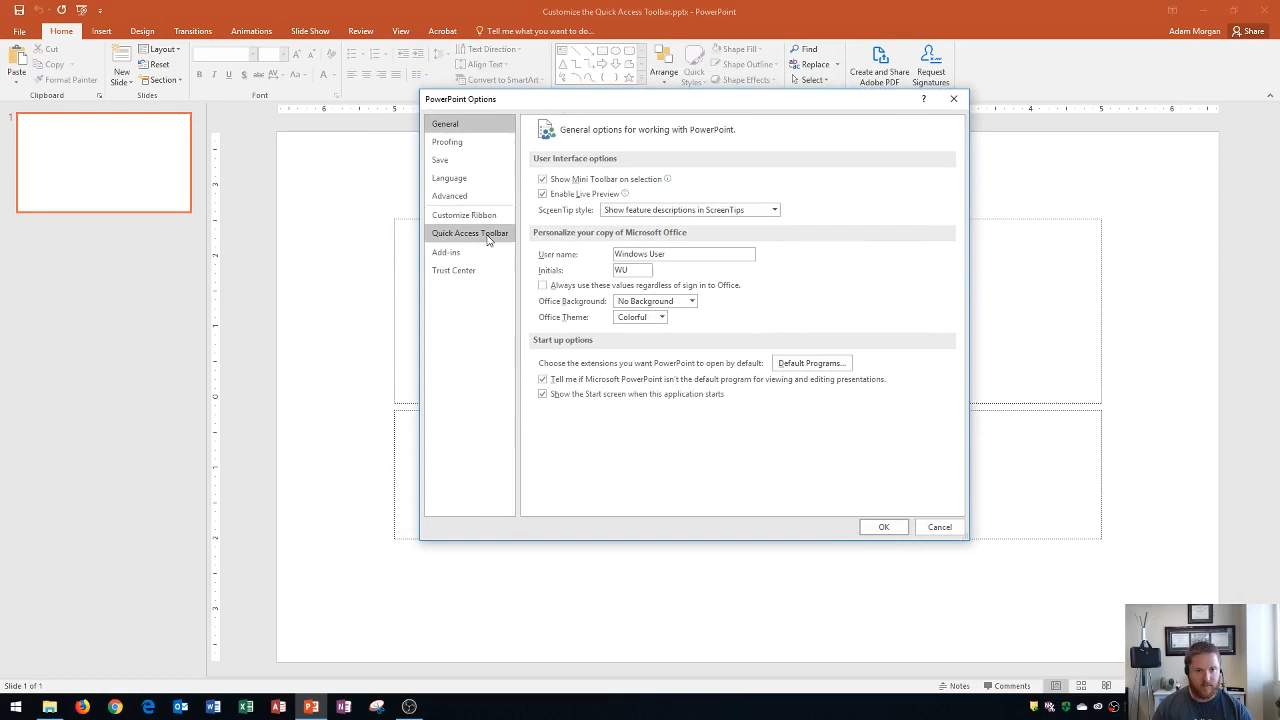 Customize the Quick Access Toolbar.pptx - PowerPoint
File Home Insert Design Transitions Animations Slide Show Review View Acrobat Tell me what you want to do... Adam Morgan Share
Paste Cut Copy Format Painter
Clipboard
New Slide Layout Reset Section
Slides
Font
Text Direction Align Text Convert to SmartArt
Arrange Quick Styles Shape Fill Shape Outline Shape Effects
Find Replace Select
Create and Share Adobe PDF
Request Signatures
Adobe Acrobat
1
PowerPoint Options
General
Proofing
Save
Language
Advanced
Customize Ribbon
Quick Access Toolbar
Add-ins
Trust Center
General options for working with PowerPoint.
User Interface options
Show Mini Toolbar on selection
Enable Live Preview
ScreenTip style: Show feature descriptions in ScreenTips
Personalize your copy of Microsoft Office
User name: Windows User
Initials: WU
Always use these values regardless of sign in to Office.
Office Background: No Background
Office Theme: Colorful
Start up options
Choose the extensions you want PowerPoint to open by default: Default Programs...
Tell me if Microsoft PowerPoint isn't the default program for viewing and editing presentations.
Show the Start screen when this application starts
OK Cancel
Slide 1 of 1 Notes Comments